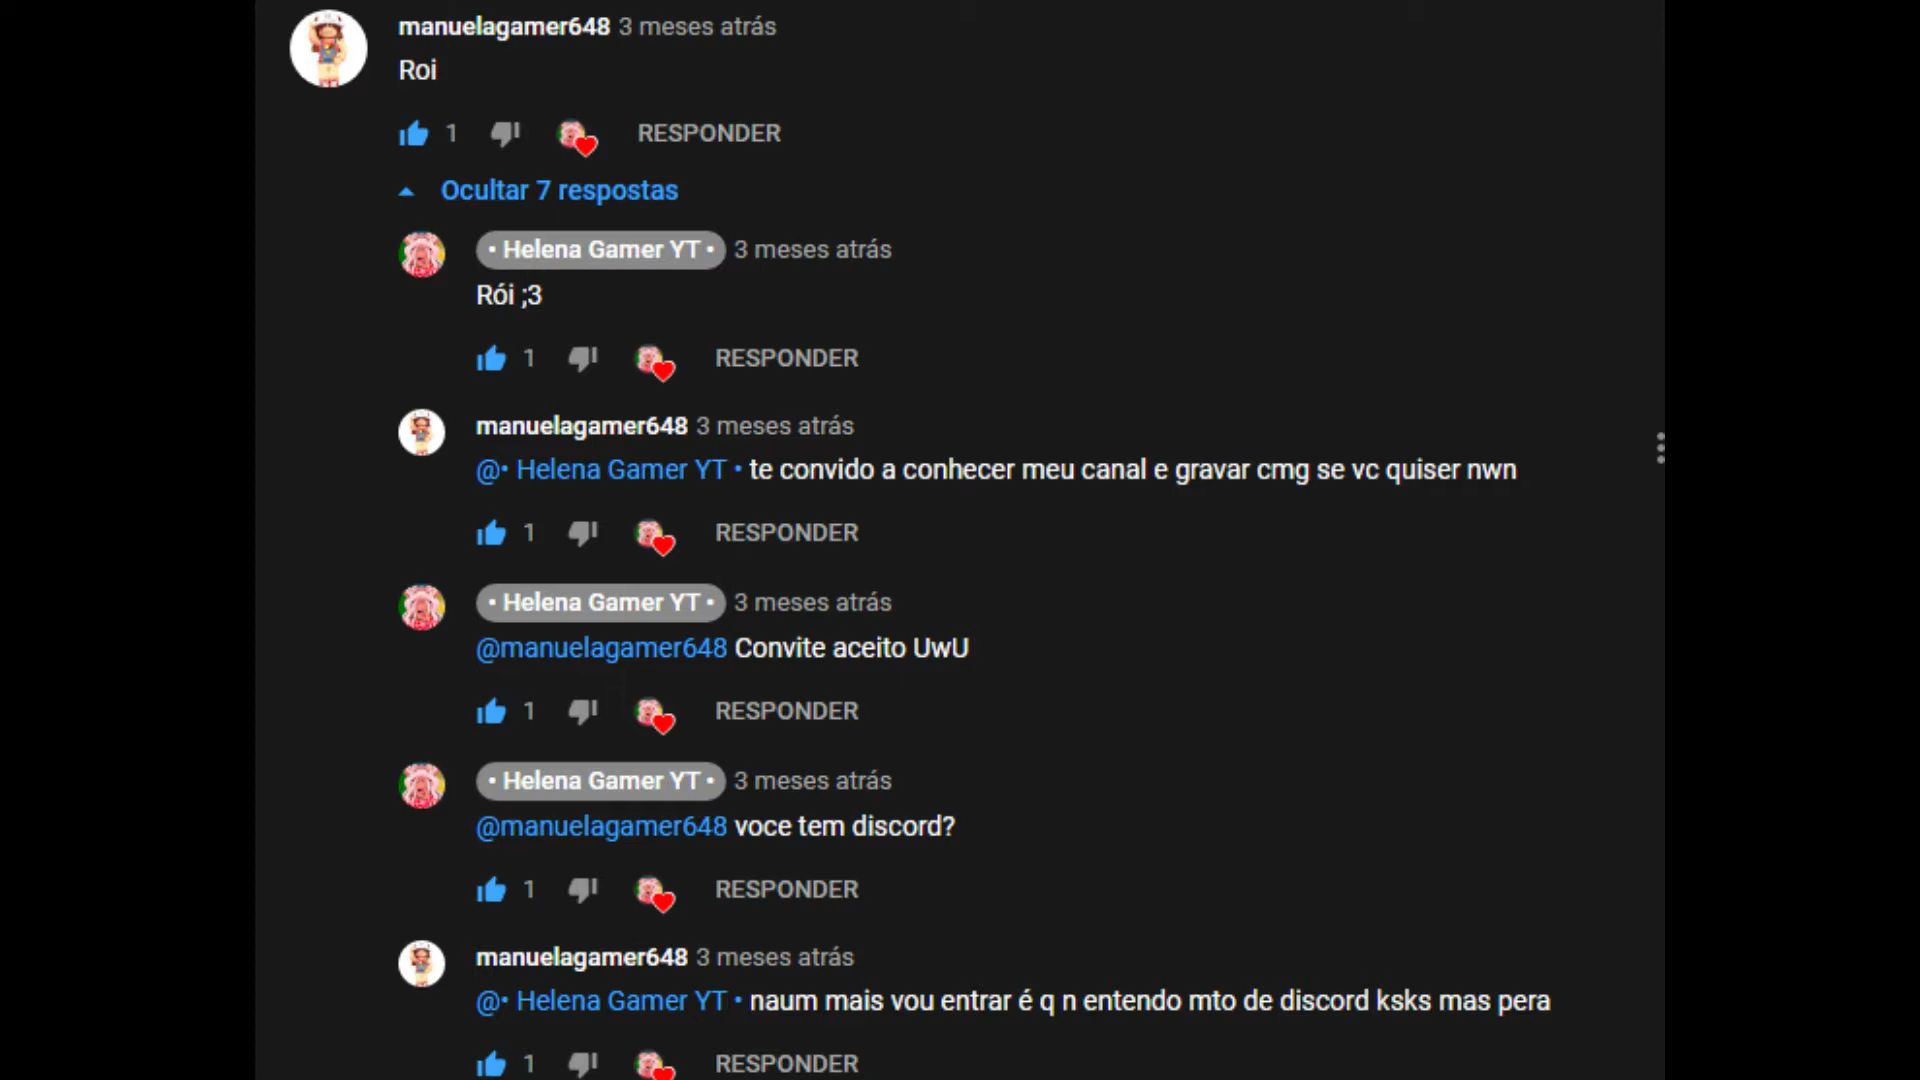 manuelagamer648 3 meses atrás
Roi
1 RESPONDER
Ocultar 7 respostas
• Helena Gamer YT • 3 meses atrás
Rói ;3
1 RESPONDER
manuelagamer648 3 meses atrás
@• Helena Gamer YT • te convido a conhecer meu canal e gravar cmg se vc quiser nwn
1 RESPONDER
• Helena Gamer YT • 3 meses atrás
@manuelagamer648 Convite aceito UwU
1 RESPONDER
• Helena Gamer YT • 3 meses atrás
@manuelagamer648 voce tem discord?
1 RESPONDER
manuelagamer648 3 meses atrás
@• Helena Gamer YT • naum mais vou entrar é q n entendo mto de discord ksks mas pera
1 RESPONDER